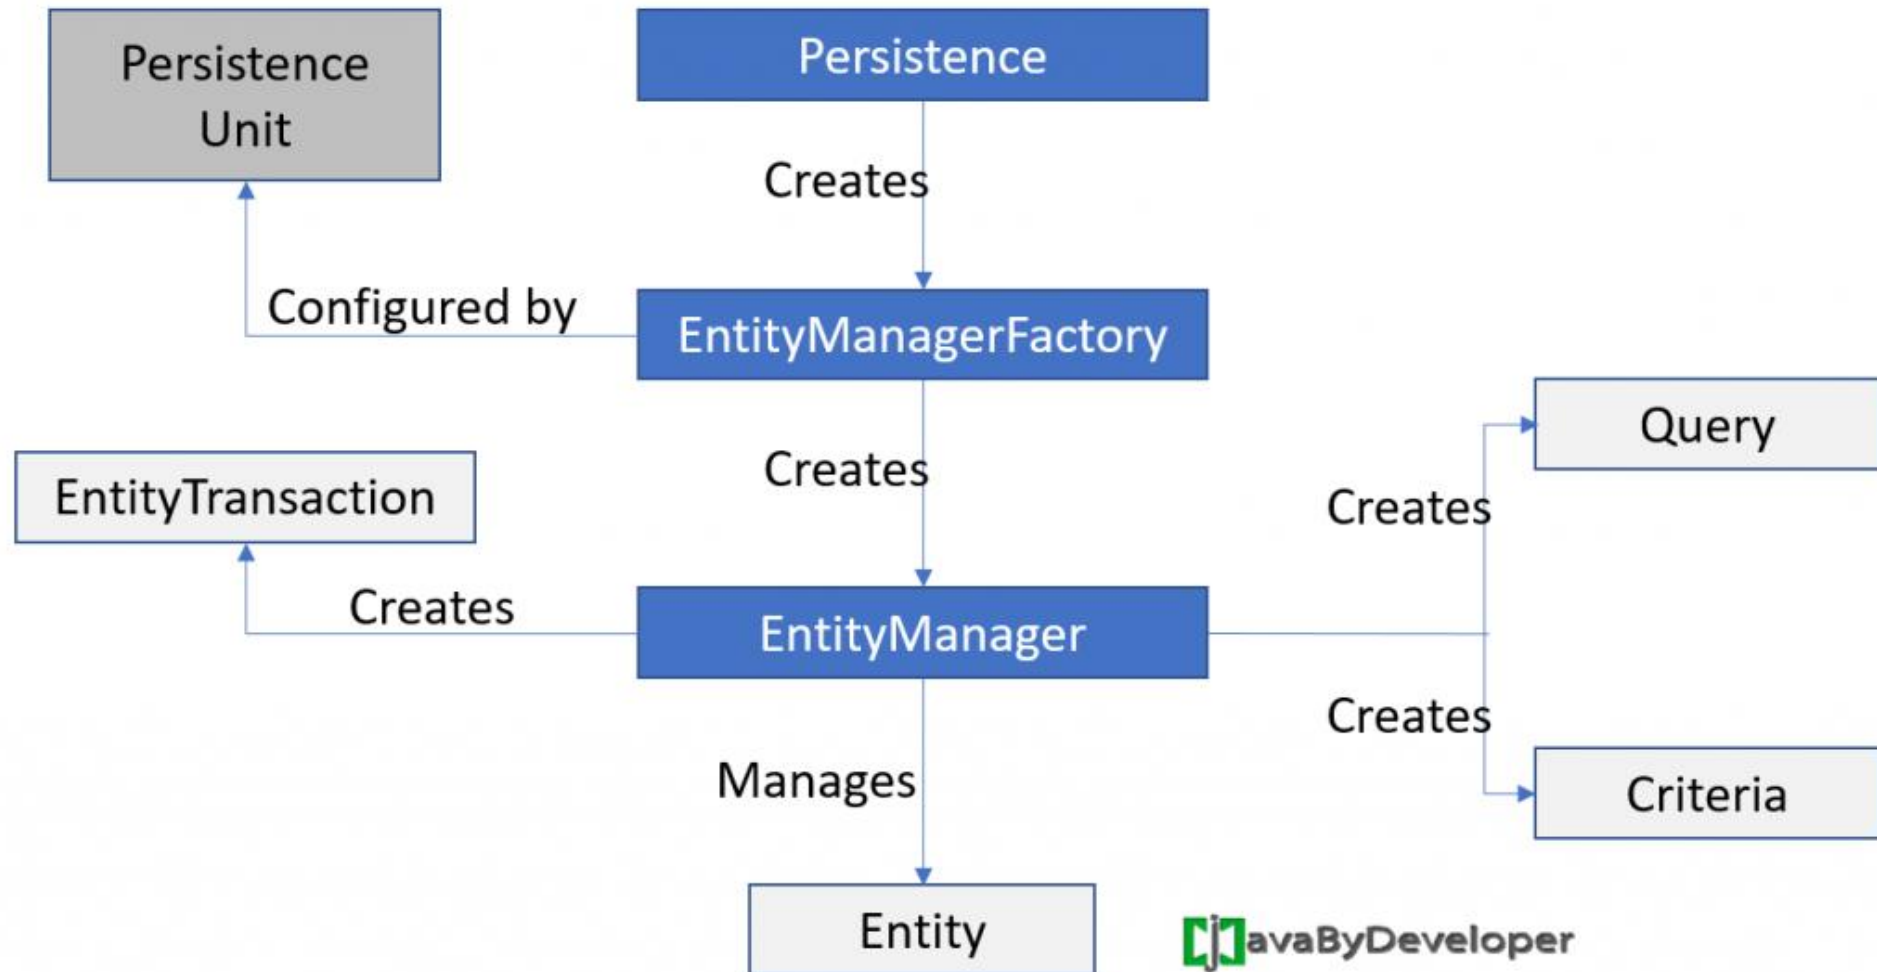 Persistence
Unit
Persistence
Creates
Configured by
EntityManagerFactory
Creates
Query
EntityTransaction
Creates
Creates
EntityManager
Creates
Manages
Criteria
Entity
javaByDeveloper